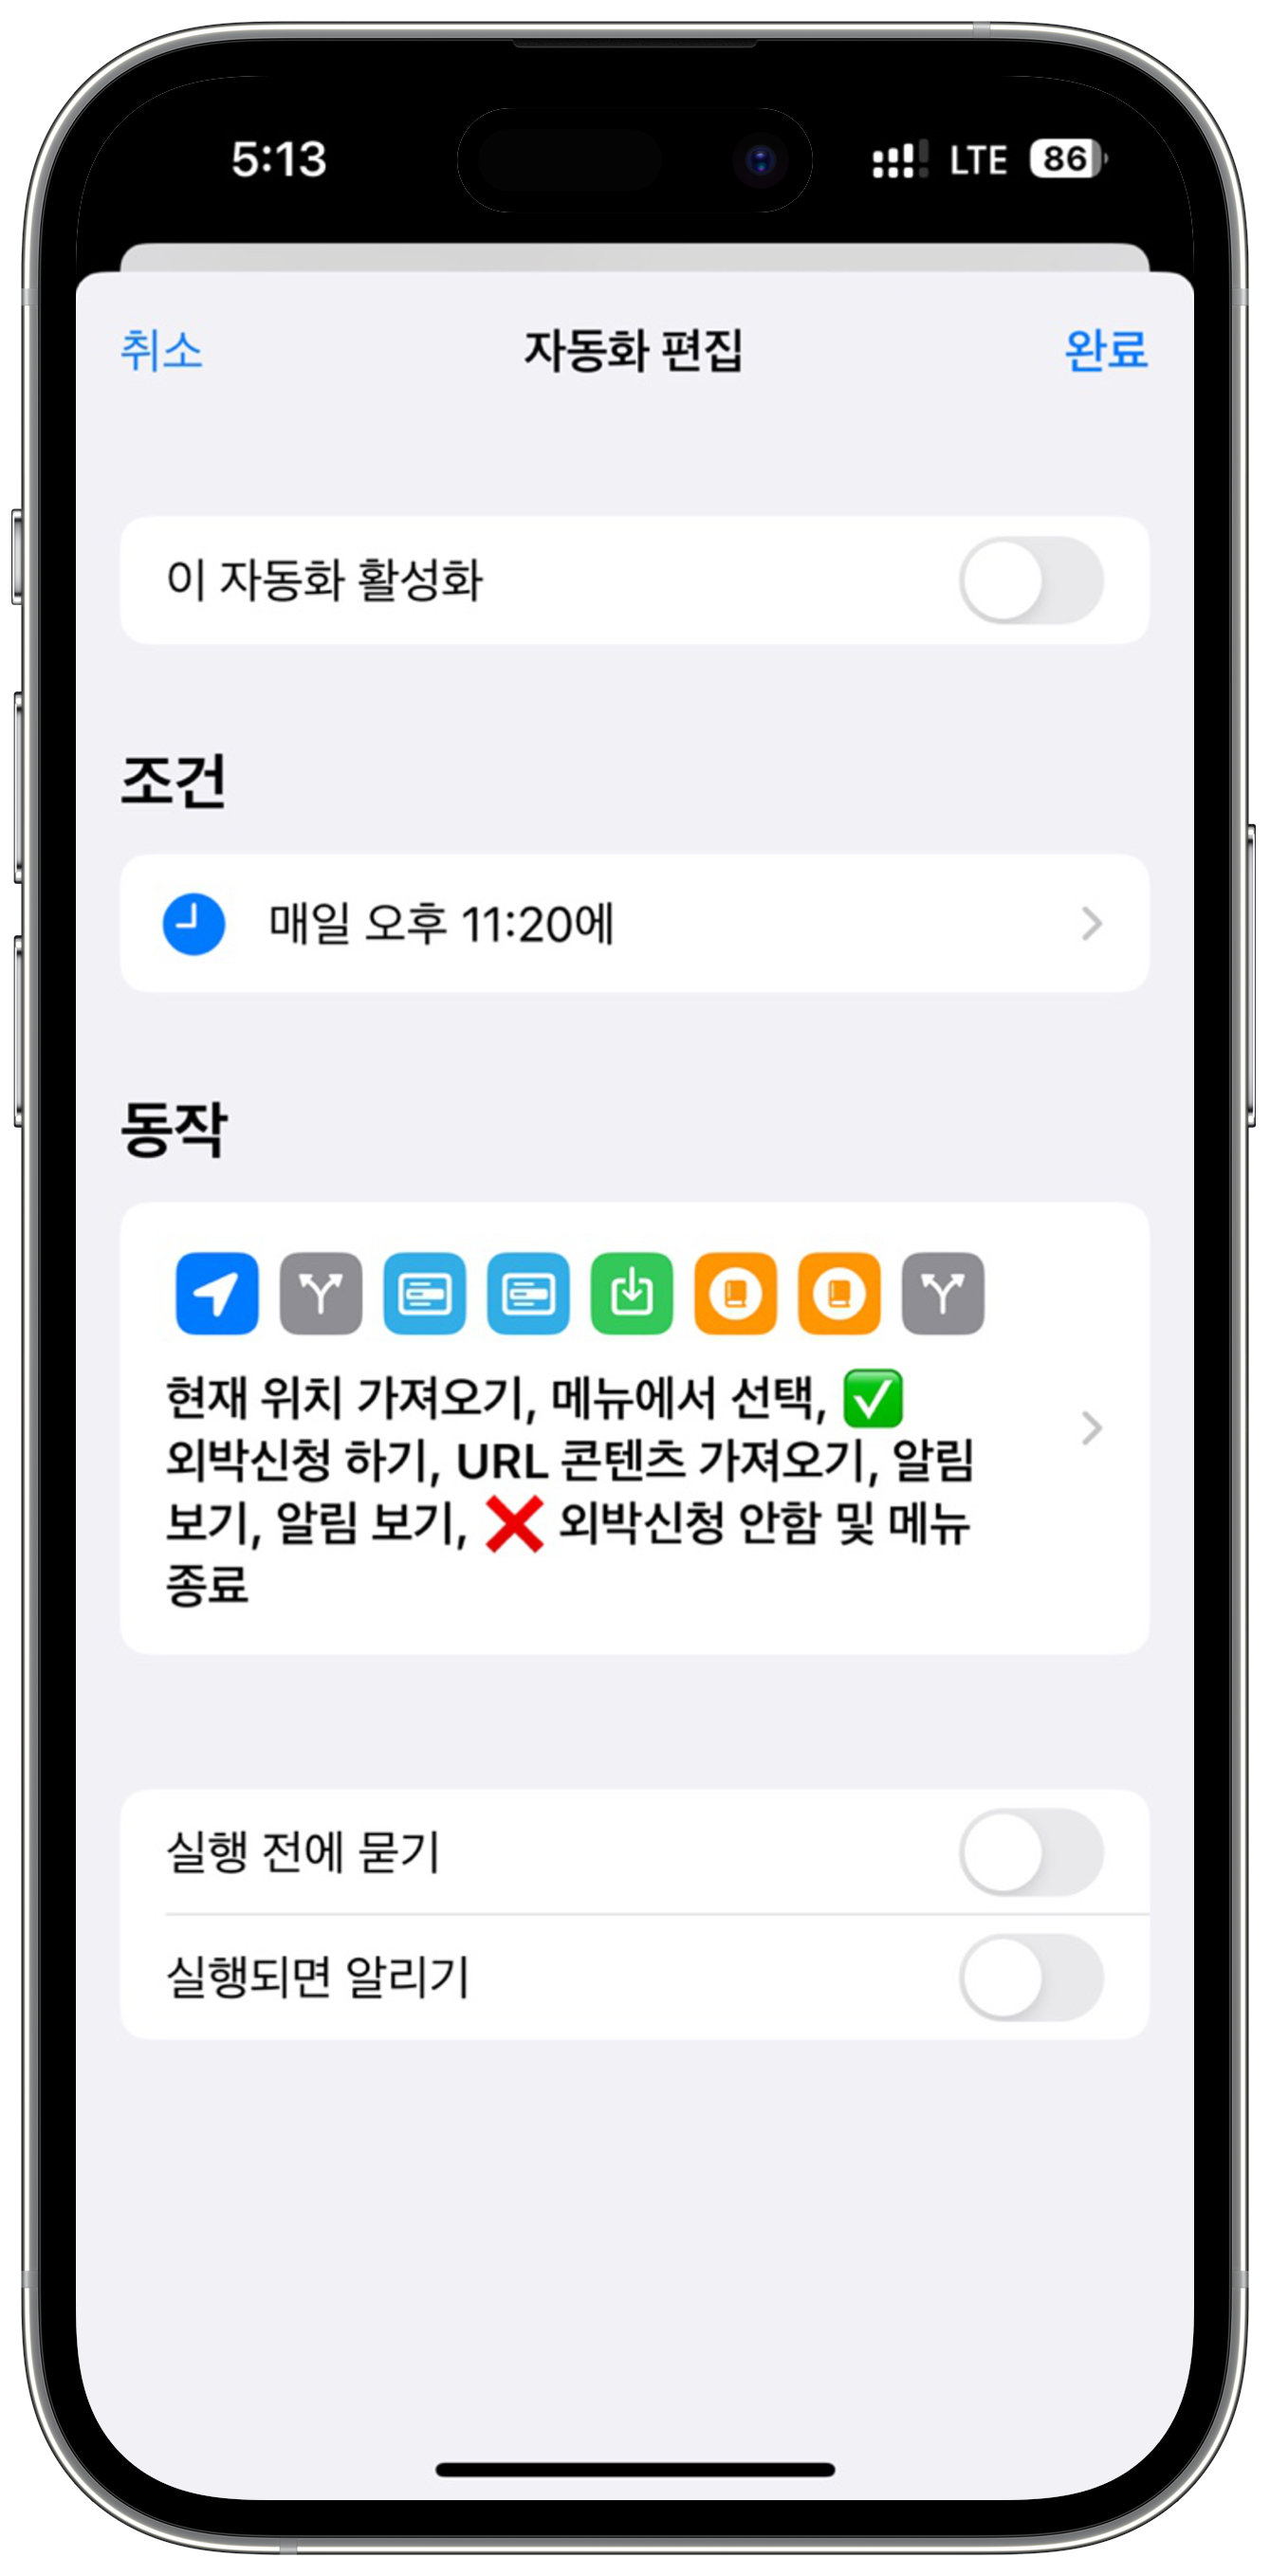 5:13 LTE 86
취소 자동화 편집 완료
이 자동화 활성화
조건
매일 오후 11:20에
동작
현재 위치 가져오기, 메뉴에서 선택, ✅
외박신청 하기, URL 콘텐츠 가져오기, 알림
보기, 알림 보기, ❌ 외박신청 안함 및 메뉴
종료
실행 전에 묻기
실행되면 알리기